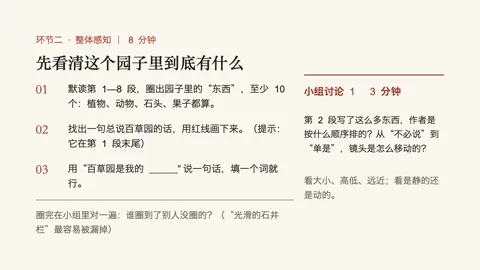 环节二 · 整体感知 | 8 分钟
先看清这个园子里到底有什么
01 默读第 1—8 段，圈出园子里的“东西”，至少 10
个：植物、动物、石头、果子都算。
02 找出一句总说百草园的话，用红线画下来。（提示：
它在第 1 段末尾）
03 用“百草园是我的 ______”说一句话，填一个词就
行。
圈完在小组里对一遍：谁圈到了别人没圈的？（“光滑的石井
栏”最容易被漏掉）
小组讨论 1 3 分钟
第 2 段写了这么多东西，作者是
按什么顺序排的？从“不必说”到
“单是”，镜头是怎么移动的？
看大小、高低、远近；看是静的还
是动的。